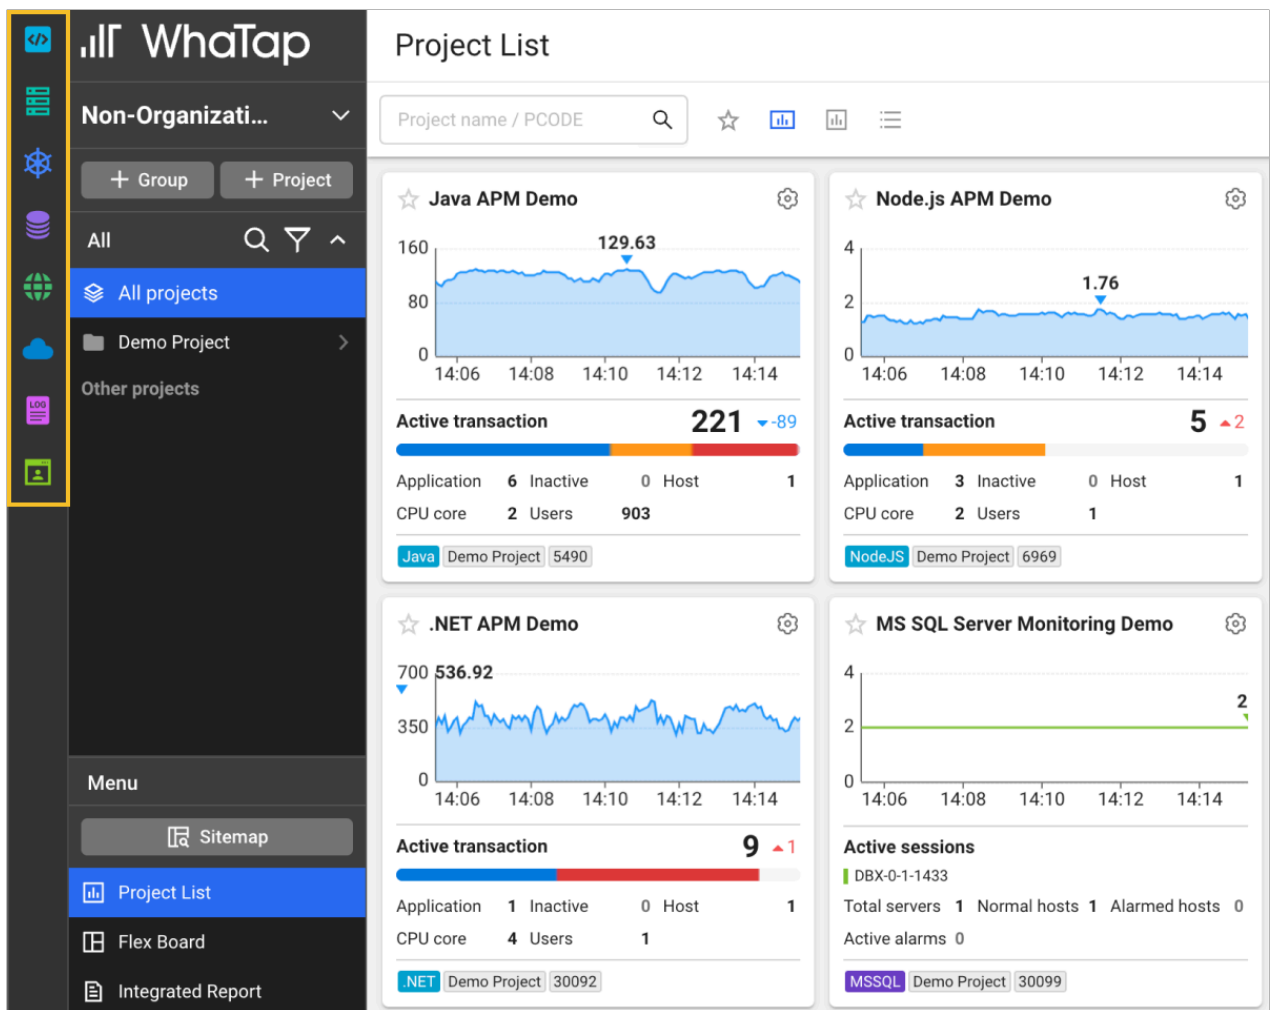 WhaTap
Non-Organizati...
+ Group
+ Project
All
All projects
Demo Project
Other projects
LOG
Menu
Sitemap
Project List
Flex Board
Integrated Report
Project List
Project name / PCODE
Java APM Demo
129.63
160
80
0
14:06 14:08 14:10 14:12 14:14
Active transaction 221 -89
Application 6 Inactive 0 Host 1
CPU core 2 Users 903
Java Demo Project 5490
Node.js APM Demo
1.76
4
2
0
14:06 14:08 14:10 14:12 14:14
Active transaction 5 2
Application 3 Inactive 0 Host 1
CPU core 2 Users 1
NodeJS Demo Project 6969
.NET APM Demo
700 536.92
350
0
14:06 14:08 14:10 14:12 14:14
Active transaction 9 1
Application 1 Inactive 0 Host 1
CPU core 4 Users 1
.NET Demo Project 30092
MS SQL Server Monitoring Demo
4
2
2
0
14:06 14:08 14:10 14:12 14:14
Active sessions
DBX-0-1-1433
Total servers 1 Normal hosts 1 Alarmed hosts 0
Active alarms 0
MSSQL Demo Project 30099